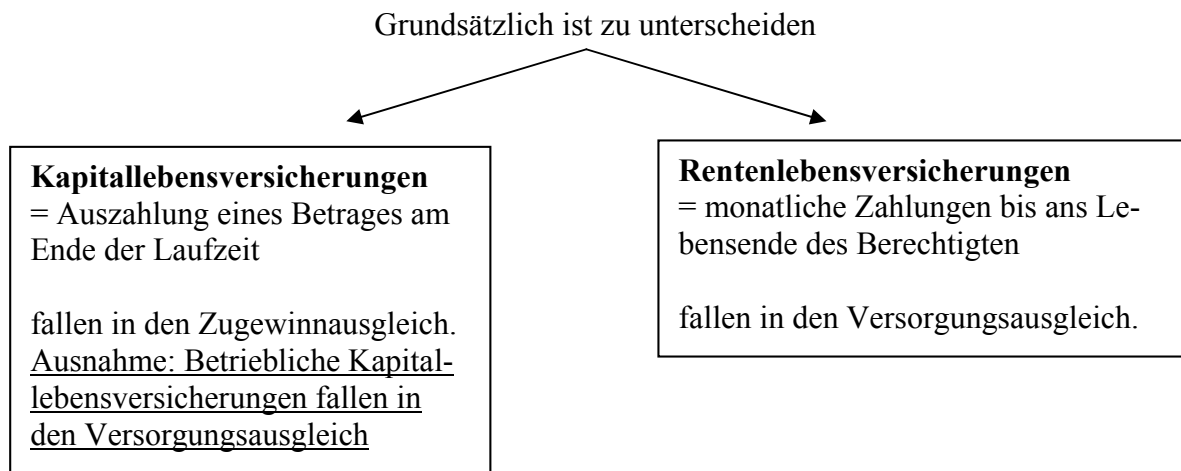 Grundsätzlich ist zu unterscheiden
Kapitallebensversicherungen
= Auszahlung eines Betrages am
Ende der Laufzeit
fallen in den Zugewinnausgleich.
Ausnahme: Betriebliche Kapital-
lebensversicherungen fallen in
den Versorgungsausgleich
Rentenlebensversicherungen
= monatliche Zahlungen bis ans Le-
bensende des Berechtigten
fallen in den Versorgungsausgleich.